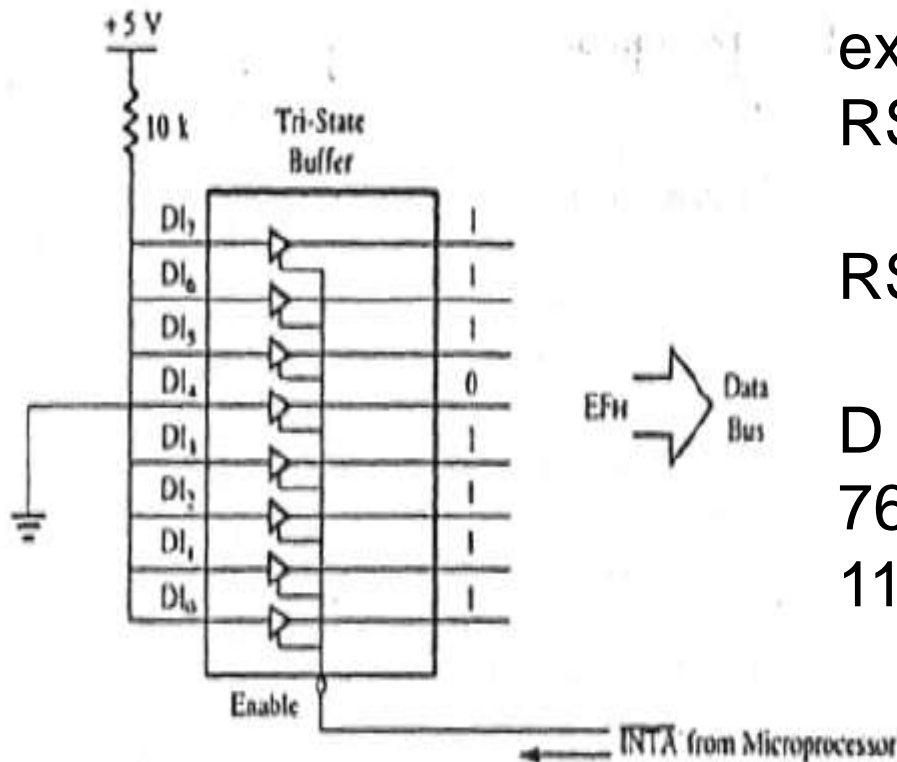 +5 V
10 k
Tri-State
Buffer
DI₇
1
DI₆
1
DI₅
1
DI₄
0
DI₃
1
DI₂
1
DI₁
1
DI₀
1
EFH
Data
Bus
Enable
INTA from Microprocessor
ex
RS
RS
D
76
11